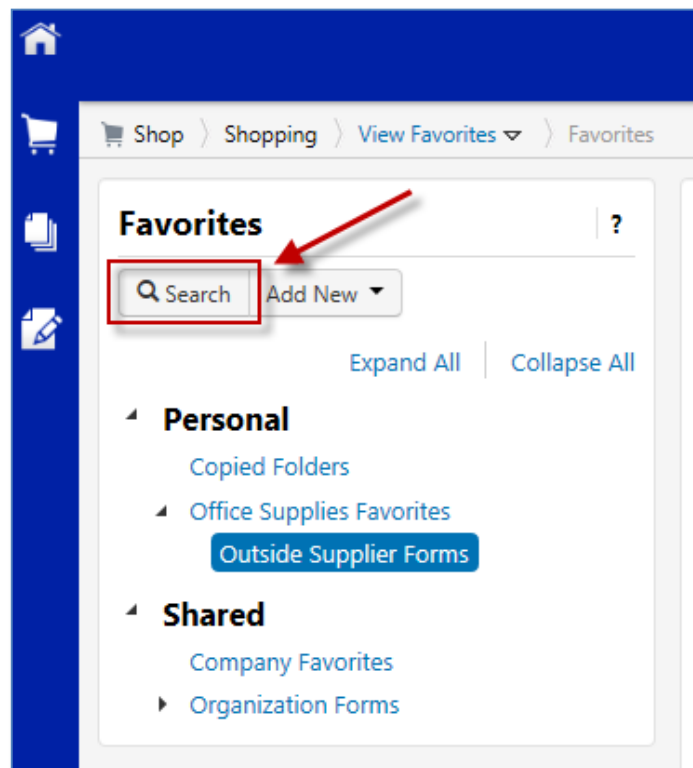 Shop Shopping View Favorites Favorites
Favorites ?
Search Add New
Expand All Collapse All
Personal
Copied Folders
Office Supplies Favorites
Outside Supplier Forms
Shared
Company Favorites
Organization Forms